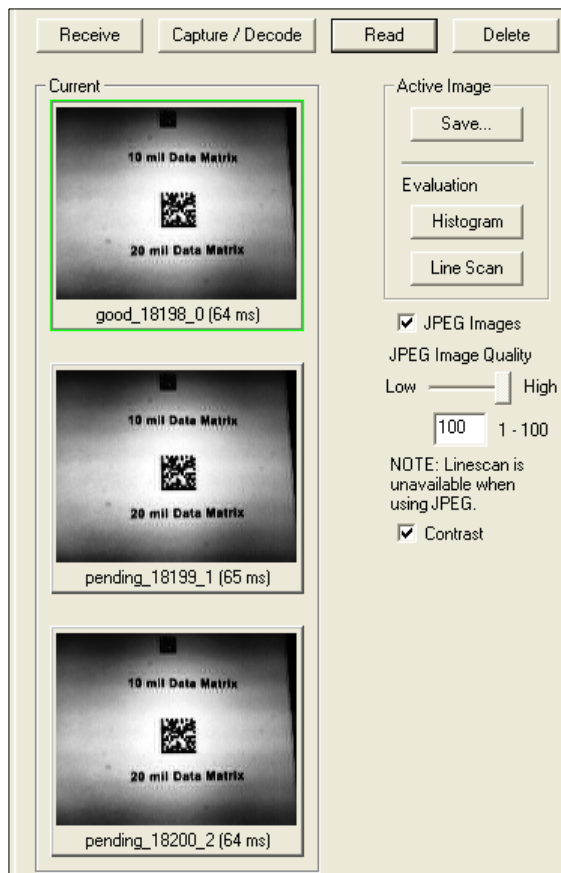 Receive
Capture / Decode
Read
Delete
Current
10 mil Data Matrix
20 mil Data Matrix
good_18198_0 (64 ms)
10 mil Data Matrix
20 mil Data Matrix
pending_18199_1 (65 ms)
10 mil Data Matrix
20 mil Data Matrix
pending_18200_2 (64 ms)
Active Image
Save...
Evaluation
Histogram
Line Scan
JPEG Images
JPEG Image Quality
Low High
100 1 - 100
NOTE: Linescan is
unavailable when
using JPEG.
Contrast